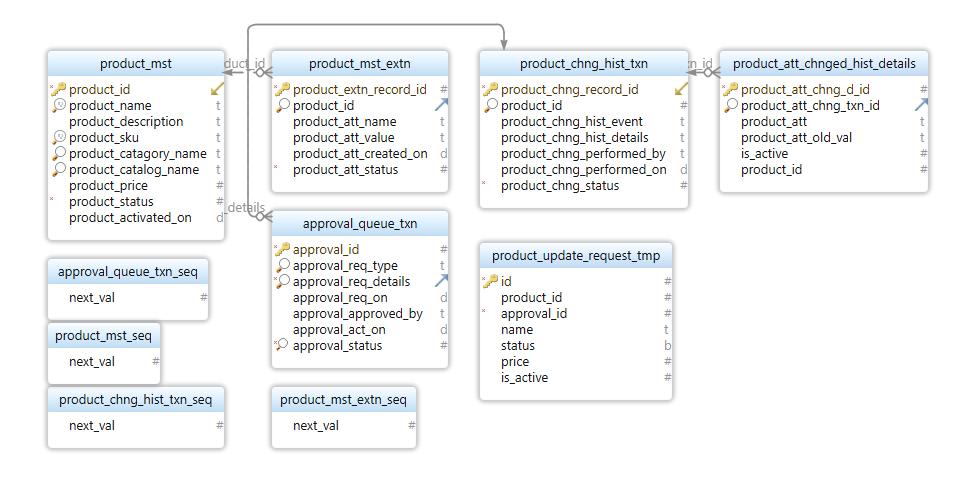 product_mst
product_id #
product_name t
product_description t
product_sku t
product_catagory_name t
product_catalog_name t
product_price #
product_status #
product_activated_on d
duct_id
product_mst_extn
product_extn_record_id #
product_id
product_att_name t
product_att_value t
product_att_created_on d
product_att_status #
product_chng_hist_txn
product_chng_record_id
product_id #
product_chng_hist_event t
product_chng_hist_details t
product_chng_performed_by t
product_chng_performed_on d
product_chng_status #
n_id
product_att_chnged_hist_details
product_att_chng_d_id #
product_att_chng_txn_id
product_att t
product_att_old_val t
is_active #
product_id #
_details
approval_queue_txn
approval_id #
approval_req_type t
approval_req_details
approval_req_on d
approval_approved_by t
approval_act_on d
approval_status #
product_update_request_tmp
id #
product_id #
approval_id #
name t
status b
price #
is_active #
approval_queue_txn_seq
next_val #
product_mst_seq
next_val #
product_chng_hist_txn_seq
next_val #
product_mst_extn_seq
next_val #